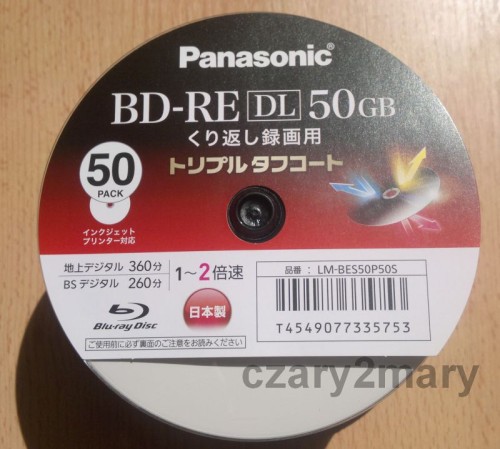 Panasonic®
BD-RE DL 50GB
くり返し録画用
トリプルタフコート
50
PACK
インクジェット
プリンター対応
地上デジタル 360分
BSデジタル 260分
1～2倍速
日本製
品番： LM-BES50P50S
T4549077335753
Blu-ray Disc
ご使用前に必ず裏面のご注意をお読みください
czary2mary